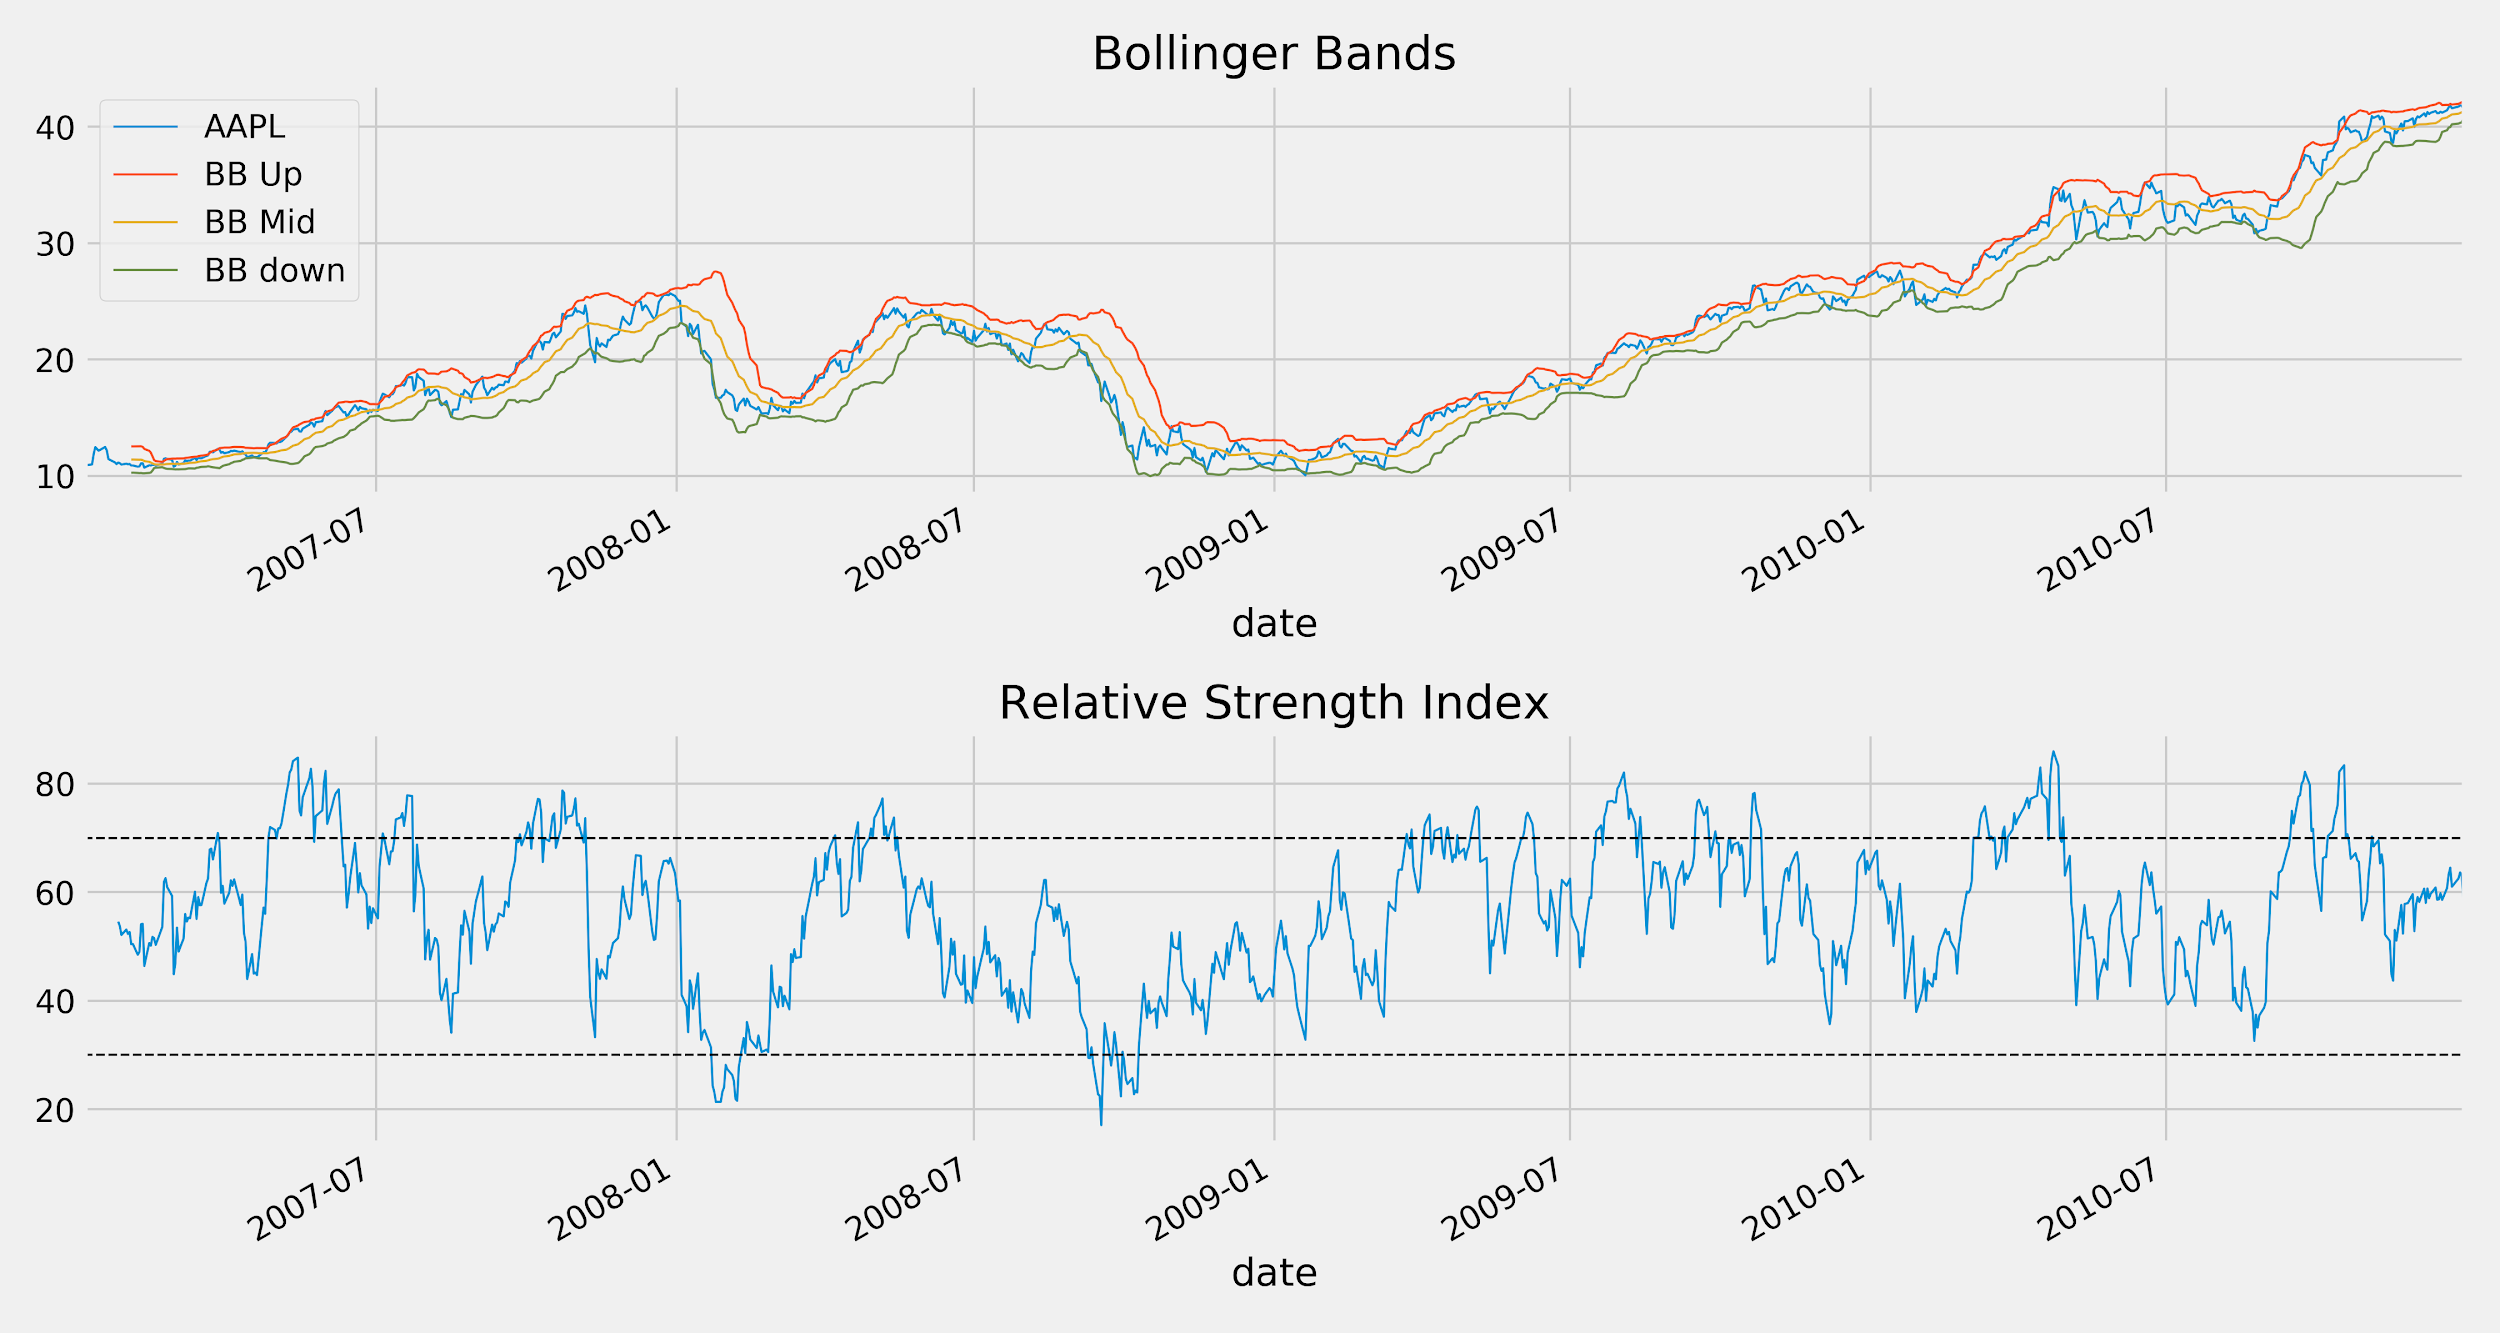 Bollinger Bands
AAPL
BB Up
BB Mid
BB down
40
30
20
10
2007-07 2008-01 2008-07 2009-01 2009-07 2010-01 2010-07
date
Relative Strength Index
80
60
40
20
2007-07 2008-01 2008-07 2009-01 2009-07 2010-01 2010-07
date